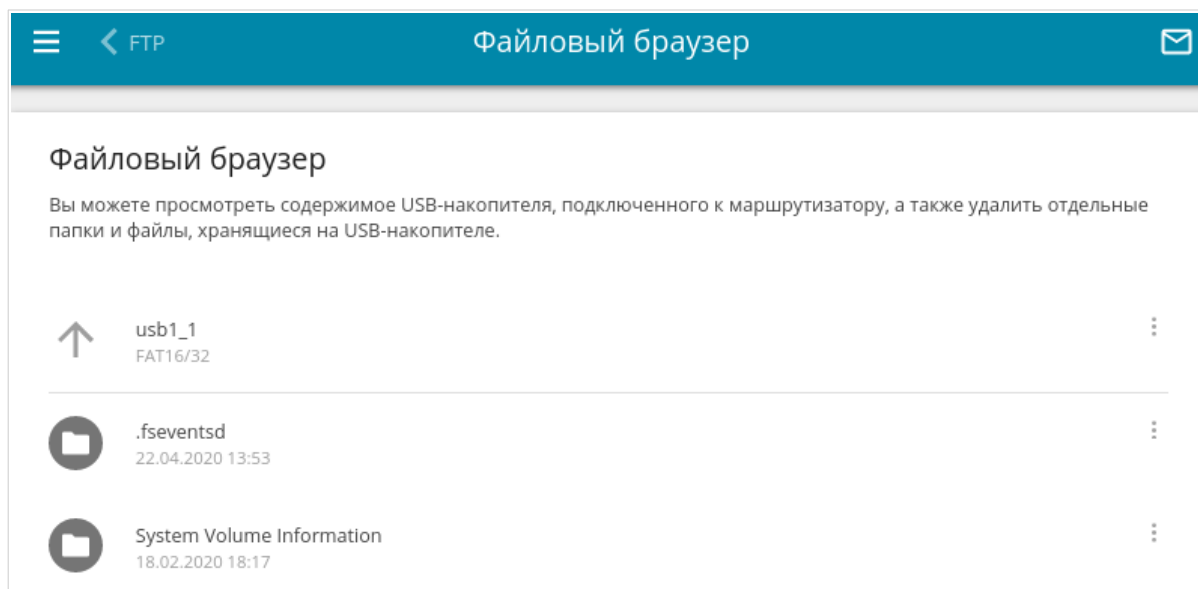 FTP
Файловый браузер
Файловый браузер
Вы можете просмотреть содержимое USB-накопителя, подключенного к маршрутизатору, а также удалить отдельные
папки и файлы, хранящиеся на USB-накопителе.
usb1_1
FAT16/32
.fseventsd
22.04.2020 13:53
System Volume Information
18.02.2020 18:17